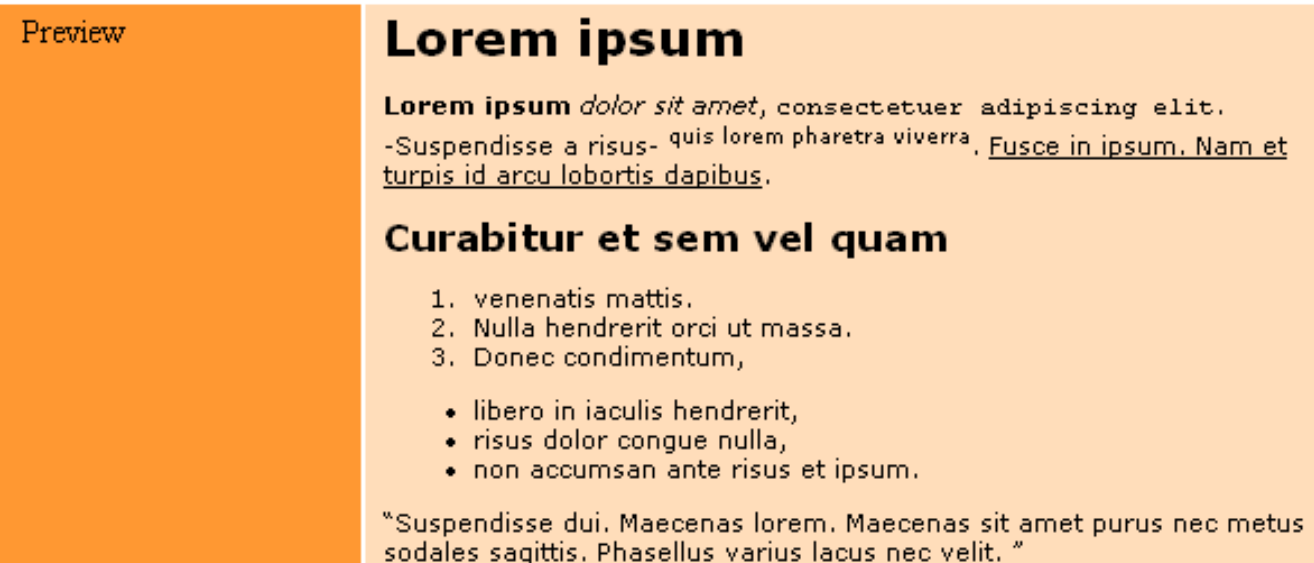 Preview
Lorem ipsum
Lorem ipsum dolor sit amet, consectetuer adipiscing elit.
-Suspendisse a risus- quis lorem pharetra viverra. Fusce in ipsum. Nam et
turpis id arcu lobortis dapibus.
Curabitur et sem vel quam
1. venenatis mattis.
2. Nulla hendrerit orci ut massa.
3. Donec condimentum,
• libero in iaculis hendrerit,
• risus dolor congue nulla,
• non accumsan ante risus et ipsum.
“Suspendisse dui. Maecenas lorem. Maecenas sit amet purus nec metus
sodales sagittis. Phasellus varius lacus nec velit. ”